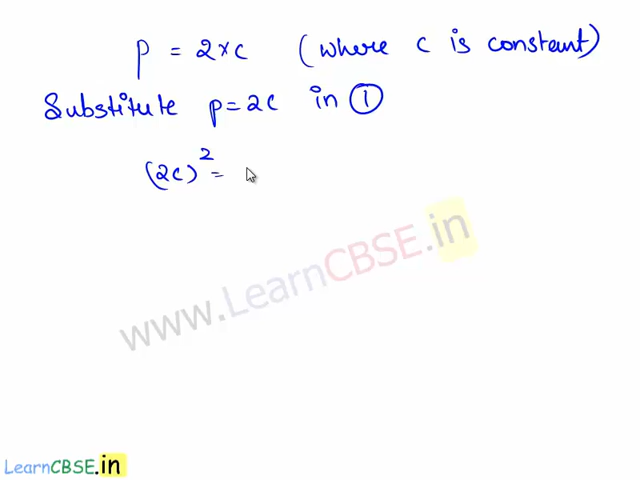 p = 2 × c (where c is constant)
Substitute p = 2c in ①
(2c)² =
www.LearnCBSE.in
LearnCBSE.in